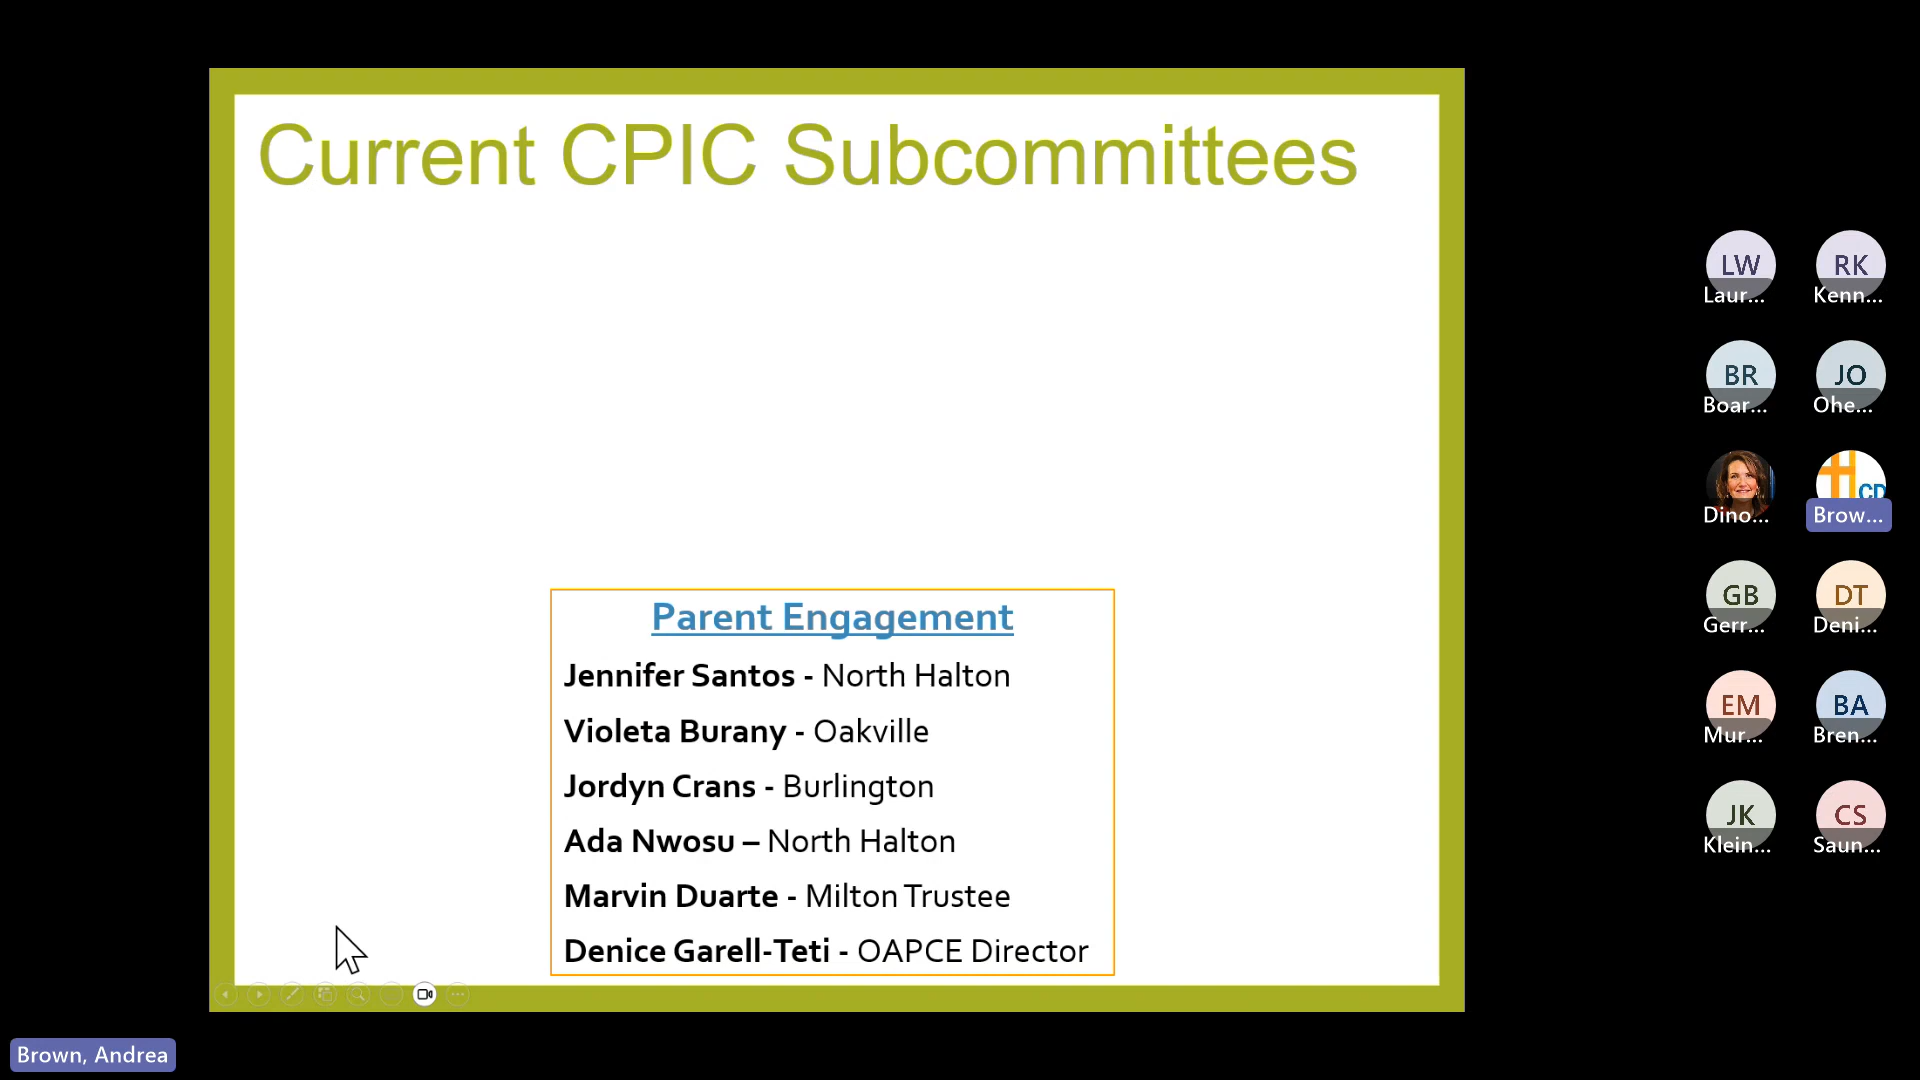 Current CPIC Subcommittees
Parent Engagement
Jennifer Santos - North Halton
Violeta Burany - Oakville
Jordyn Crans - Burlington
Ada Nwosu – North Halton
Marvin Duarte - Milton Trustee
Denice Garell-Teti - OAPCE Director
LW
Laur...
RK
Kenn...
BR
Boar...
JO
Ohe...
Dino...
CD
Brow...
GB
Gerr...
DT
Deni...
EM
Mur...
BA
Bren...
JK
Klein...
CS
Saun...
Brown, Andrea